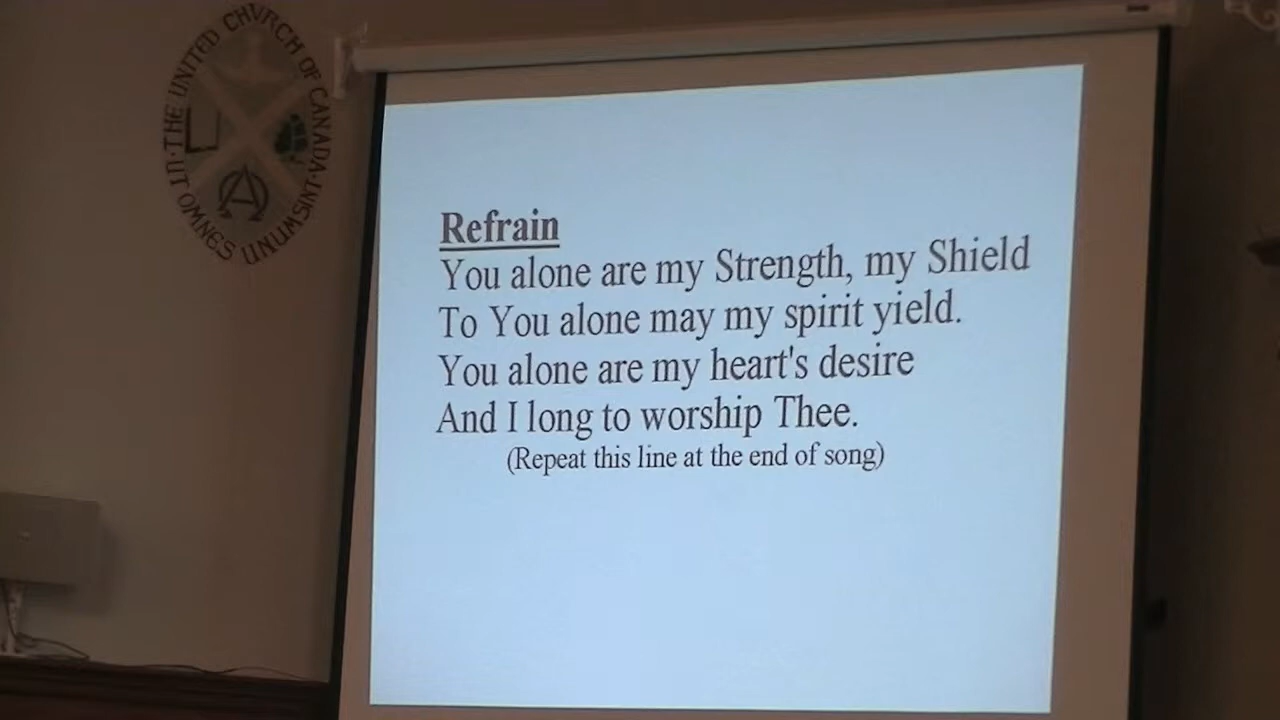 THE UNITED CHVRCH OF CANADA · UT OMNES UNUM SINT ·
Refrain
You alone are my Strength, my Shield
To You alone may my spirit yield.
You alone are my heart's desire
And I long to worship Thee.
(Repeat this line at the end of song)